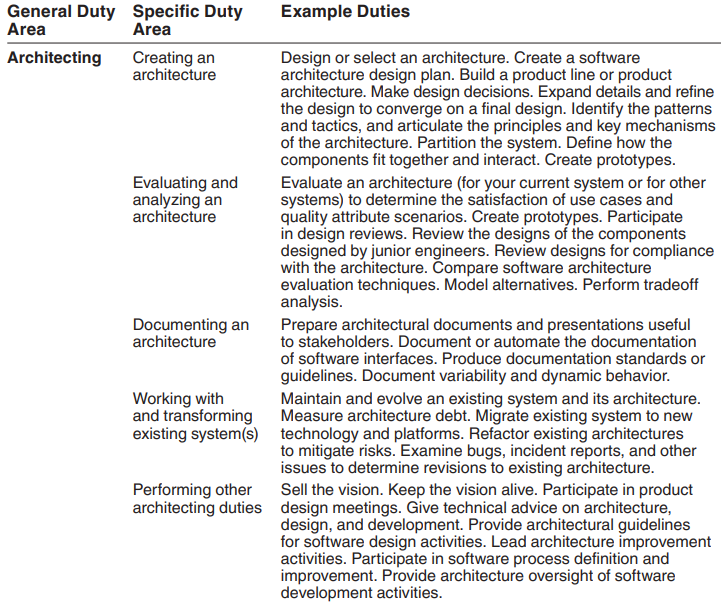 General Duty Area Specific Duty Area Example Duties
Architecting
Creating an
architecture
Design or select an architecture. Create a software
architecture design plan. Build a product line or product
architecture. Make design decisions. Expand details and refine
the design to converge on a final design. Identify the patterns
and tactics, and articulate the principles and key mechanisms
of the architecture. Partition the system. Define how the
components fit together and interact. Create prototypes.
Evaluating and
analyzing an
architecture
Evaluate an architecture (for your current system or for other
systems) to determine the satisfaction of use cases and
quality attribute scenarios. Create prototypes. Participate
in design reviews. Review the designs of the components
designed by junior engineers. Review designs for compliance
with the architecture. Compare software architecture
evaluation techniques. Model alternatives. Perform tradeoff
analysis.
Documenting an
architecture
Prepare architectural documents and presentations useful
to stakeholders. Document or automate the documentation
of software interfaces. Produce documentation standards or
guidelines. Document variability and dynamic behavior.
Working with
and transforming
existing system(s)
Maintain and evolve an existing system and its architecture.
Measure architecture debt. Migrate existing system to new
technology and platforms. Refactor existing architectures
to mitigate risks. Examine bugs, incident reports, and other
issues to determine revisions to existing architecture.
Performing other
architecting duties
Sell the vision. Keep the vision alive. Participate in product
design meetings. Give technical advice on architecture,
design, and development. Provide architectural guidelines
for software design activities. Lead architecture improvement
activities. Participate in software process definition and
improvement. Provide architecture oversight of software
development activities.